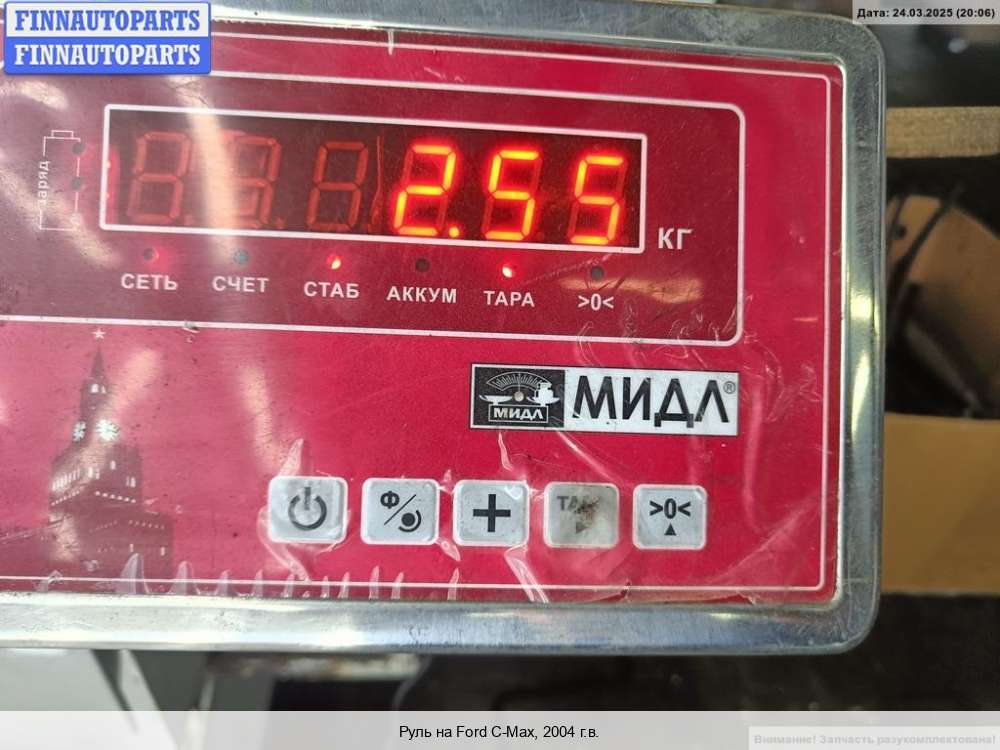 FINNAUTOPARTS
FINNAUTOPARTS
Дата: 24.03.2025 (20:06)
заряд
2.55
КГ
СЕТЬ СЧЕТ СТАБ АККУМ ТАРА >0<
МИДЛ МИДЛ®
Ф + >0<
Руль на Ford C-Max, 2004 г.в.
Внимание! Запчасть разукомплектована!